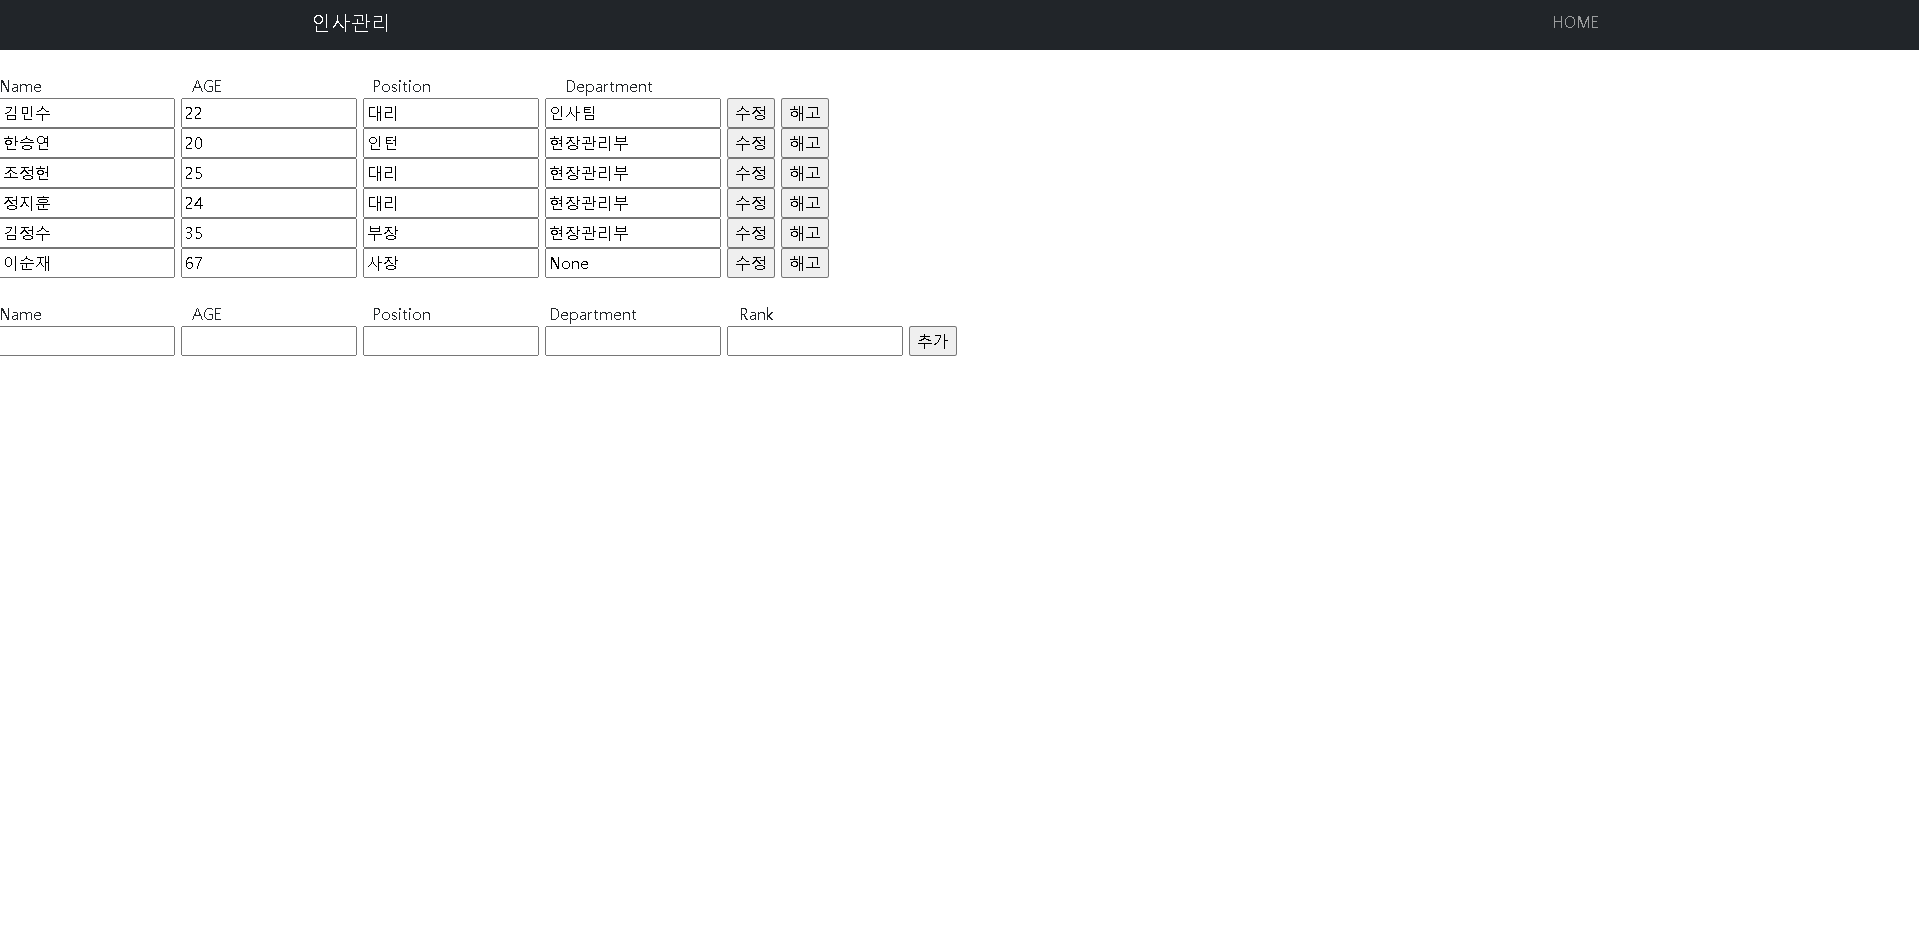 인사관리 HOME
Name AGE Position Department
김민수 22 대리 인사팀 수정 해고
한승연 20 인턴 현장관리부 수정 해고
조정헌 25 대리 현장관리부 수정 해고
정지훈 24 대리 현장관리부 수정 해고
김정수 35 부장 현장관리부 수정 해고
이순재 67 사장 None 수정 해고
Name AGE Position Department Rank
추가